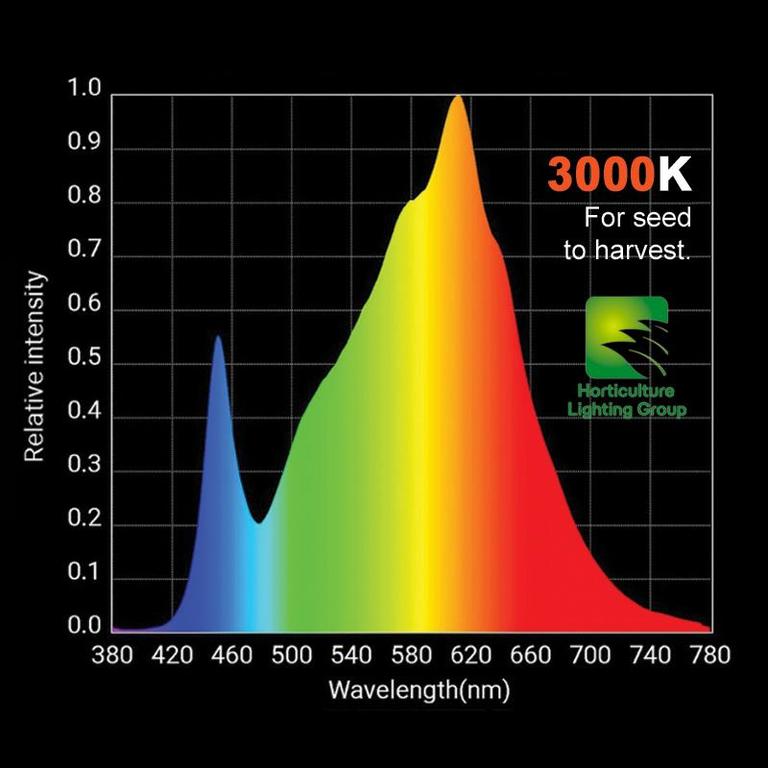 1.0
0.9
0.8
0.7
0.6
0.5
0.4
0.3
0.2
0.1
0.0
Relative intensity
3000K
For seed
to harvest.
Horticulture
Lighting Group
380 420 460 500 540 580 620 660 700 740 780
Wavelength(nm)